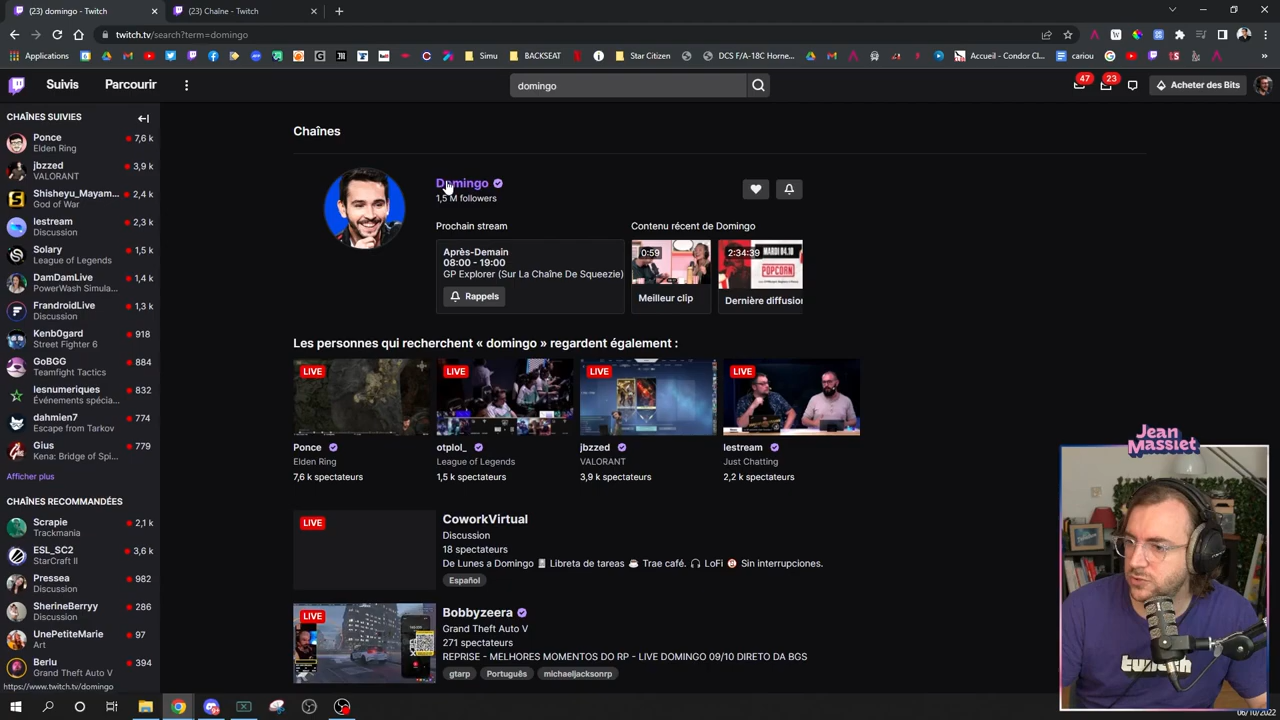 (23) domingo - Twitch
(23) Chaîne - Twitch
twitch.tv/search?term=domingo
Applications
Simu
BACKSEAT
Star Citizen
DCS F/A-18C Horne...
Accueil - Condor Cl...
cariou
Suivis
Parcourir
domingo
47
23
Acheter des Bits
CHAÎNES SUIVIES
Ponce
7,6 k
Elden Ring
jbzzed
3,9 k
VALORANT
Shisheyu_Mayam...
2,4 k
God of War
lestream
2,3 k
Discussion
Solary
1,5 k
League of Legends
DamDamLive
1,4 k
PowerWash Simula...
FrandroidLive
1,3 k
Discussion
Kenb0gard
918
Street Fighter 6
GoBGG
884
Teamfight Tactics
lesnumeriques
832
Événements spécia...
dahmien7
774
Escape from Tarkov
Gius
779
Kena: Bridge of Spi...
Afficher plus
CHAÎNES RECOMMANDÉES
Scrapie
2,1 k
Trackmania
ESL_SC2
3,6 k
StarCraft II
Pressea
982
Discussion
SherineBerryy
286
Discussion
UnePetiteMarie
97
Art
Berlu
394
Grand Theft Auto V
https://www.twitch.tv/domingo
Chaînes
Domingo
1,5 M followers
Prochain stream
Après-Demain
08:00 - 19:00
GP Explorer (Sur La Chaîne De Squeezie)
Rappels
Contenu récent de Domingo
0:59
Meilleur clip
2:34:39
MARDI 04.10
POPCORN
Dernière diffusion
Les personnes qui recherchent « domingo » regardent également :
LIVE
LIVE
LIVE
LIVE
Ponce
Elden Ring
7,6 k spectateurs
otplol_
League of Legends
1,5 k spectateurs
jbzzed
VALORANT
3,9 k spectateurs
lestream
Just Chatting
2,2 k spectateurs
LIVE
CoworkVirtual
Discussion
18 spectateurs
De Lunes a Domingo Libreta de tareas Trae café. LoFi Sin interrupciones.
Español
LIVE
Bobbyzeera
Grand Theft Auto V
271 spectateurs
REPRISE - MELHORES MOMENTOS DO RP - LIVE DOMINGO 09/10 DIRETO DA BGS
gtarp
Português
michaeljacksonrp
Jean
Massiet
twitch
06/10/2022